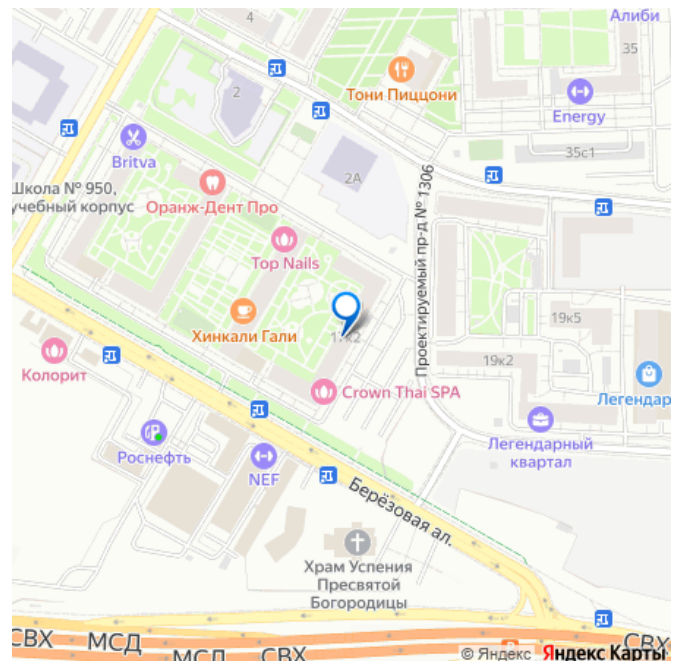 Алиби
35
4
2
Тони Пиццони
Energy
Britva
35с1
Школа № 950,
учебный корпус
2А
Оранж-Дент Про
Проектируемый пр-д № 1306
Top Nails
Хинкали Гали
17к2
19к5
19к2
Колорит
Crown Thai SPA
Легендар
Легендарный
квартал
Роснефть
NEF
Берёзовая ал.
Храм Успения
Пресвятой
Богородицы
СВХ
МСД
МСД
СВХ
СВХ
© Яндекс Яндекс Карты